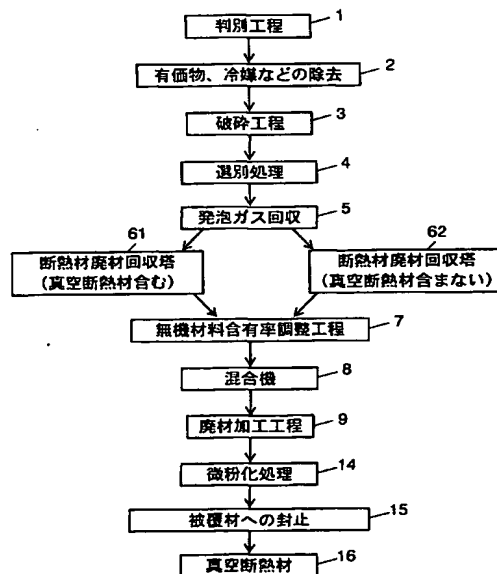 判別工程 1
有価物、冷媒などの除去 2
破砕工程 3
選別処理 4
発泡ガス回収 5
61 62
断熱材廃材回収塔 断熱材廃材回収塔
(真空断熱材含む) (真空断熱材含まない)
無機材料含有率調整工程 7
混合機 8
廃材加工工程 9
微粉化処理 14
被覆材への封止 15
真空断熱材 16